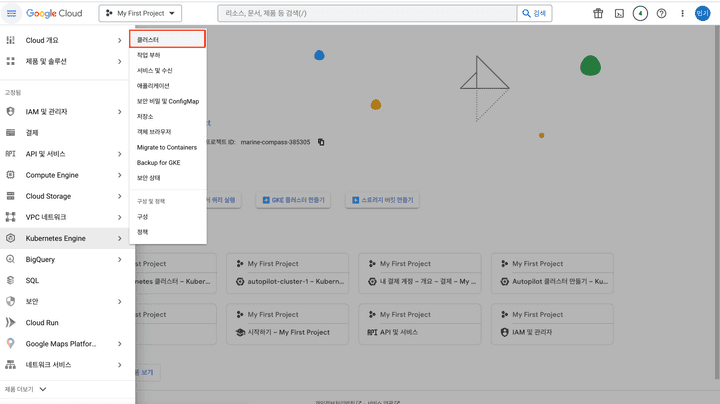 Google Cloud
My First Project
리소스, 문서, 제품 등 검색(/)
검색
4
민기
Cloud 개요
제품 및 솔루션
고정됨
IAM 및 관리자
결제
API 및 서비스
Compute Engine
Cloud Storage
VPC 네트워크
Kubernetes Engine
BigQuery
SQL
보안
Cloud Run
Google Maps Platfor...
네트워크 서비스
제품 더보기
클러스터
작업 부하
서비스 및 수신
애플리케이션
보안 비밀 및 ConfigMap
저장소
객체 브라우저
Migrate to Containers
Backup for GKE
보안 상태
구성 및 정책
구성
정책
프로젝트 ID: marine-compass-385305
쿼리 실행
GKE 클러스터 만들기
스토리지 버킷 만들기
First Project
netes 클러스터 – Kubern...
My First Project
autopilot-cluster-1 – Kubern...
My First Project
내 결제 계정 – 개요 – 결제 – My ...
My First Project
Autopilot 클러스터 만들기 – Ku...
First Project
My First Project
시작하기 – My First Project
My First Project
API 및 서비스
My First Project
IAM 및 관리자
보기